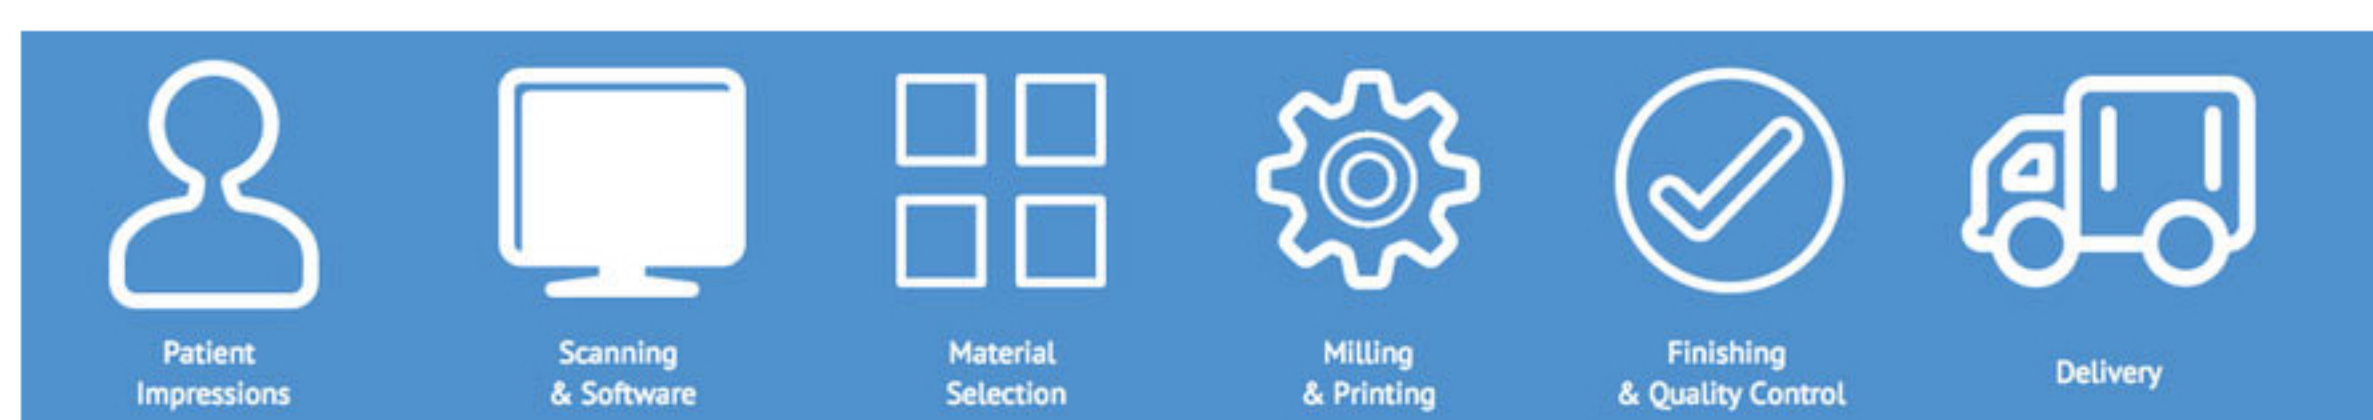 Patient
Impressions
Scanning
& Software
Material
Selection
Milling
& Printing
Finishing
& Quality Control
Delivery